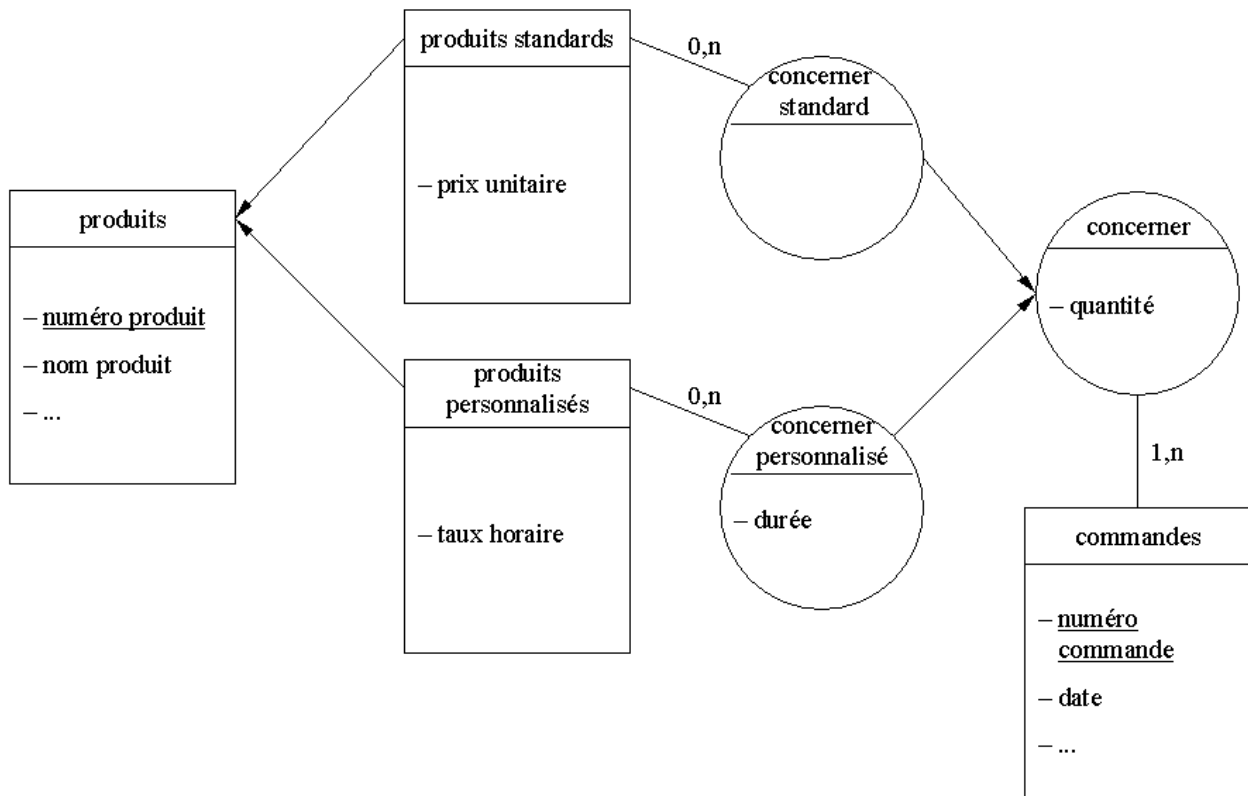 produits standards
– prix unitaire
0,n
concerner
standard
produits
– numéro produit
– nom produit
– ...
concerner
– quantité
produits
personnalisés
– taux horaire
0,n
concerner
personnalisé
– durée
1,n
commandes
– numéro
commande
– date
– ...